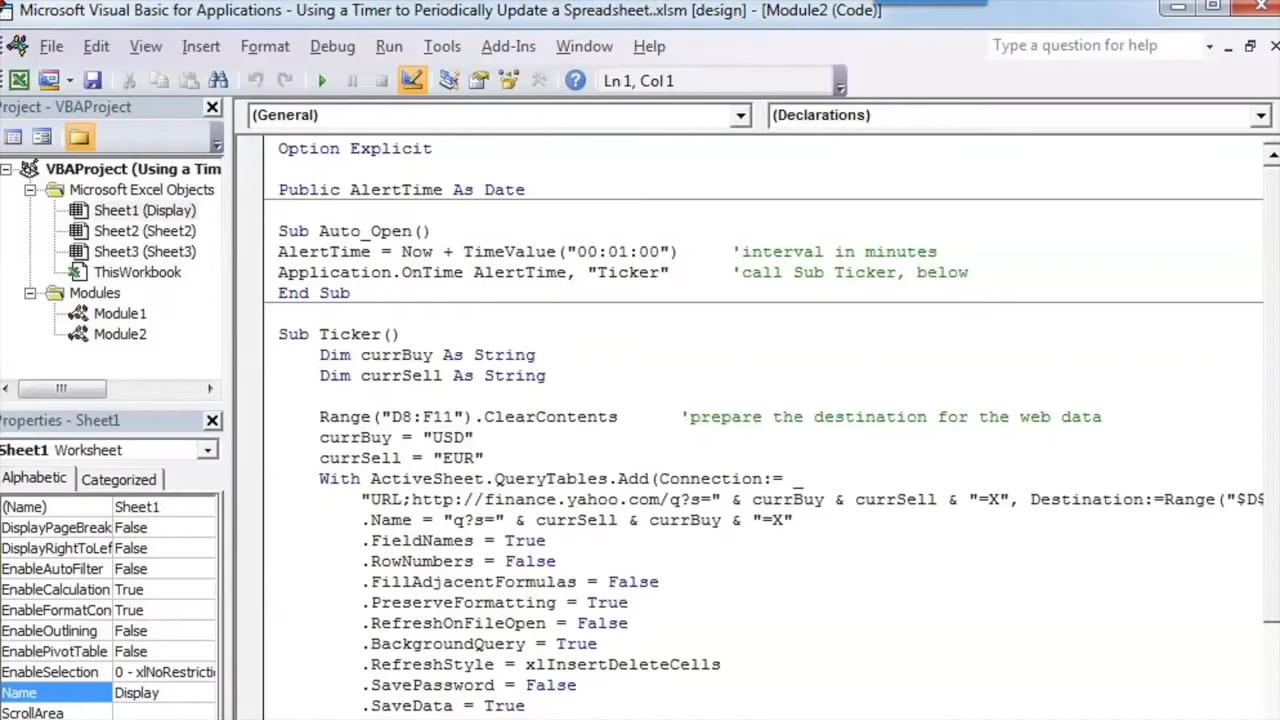 Microsoft Visual Basic for Applications - Using a Timer to Periodically Update a Spreadsheet..xlsm [design] - [Module2 (Code)]
File Edit View Insert Format Debug Run Tools Add-Ins Window Help
Type a question for help
Ln 1, Col 1
roject - VBAProject
(General)
(Declarations)
VBAProject (Using a Tim
Microsoft Excel Objects
Sheet1 (Display)
Sheet2 (Sheet2)
Sheet3 (Sheet3)
ThisWorkbook
Modules
Module1
Module2
roperties - Sheet1
Sheet1 Worksheet
Alphabetic Categorized
(Name) Sheet1
DisplayPageBreak False
DisplayRightToLef False
EnableAutoFilter False
EnableCalculation True
EnableFormatCon True
EnableOutlining False
EnablePivotTable False
EnableSelection 0 - xlNoRestricti
Name Display
ScrollArea
Option Explicit
Public AlertTime As Date
Sub Auto_Open()
AlertTime = Now + TimeValue("00:01:00") 'interval in minutes
Application.OnTime AlertTime, "Ticker" 'call Sub Ticker, below
End Sub
Sub Ticker()
Dim currBuy As String
Dim currSell As String
Range("D8:F11").ClearContents 'prepare the destination for the web data
currBuy = "USD"
currSell = "EUR"
With ActiveSheet.QueryTables.Add(Connection:= _
"URL;http://finance.yahoo.com/q?s=" & currBuy & currSell & "=X", Destination:=Range("$D$
.Name = "q?s=" & currSell & currBuy & "=X"
.FieldNames = True
.RowNumbers = False
.FillAdjacentFormulas = False
.PreserveFormatting = True
.RefreshOnFileOpen = False
.BackgroundQuery = True
.RefreshStyle = xlInsertDeleteCells
.SavePassword = False
.SaveData = True